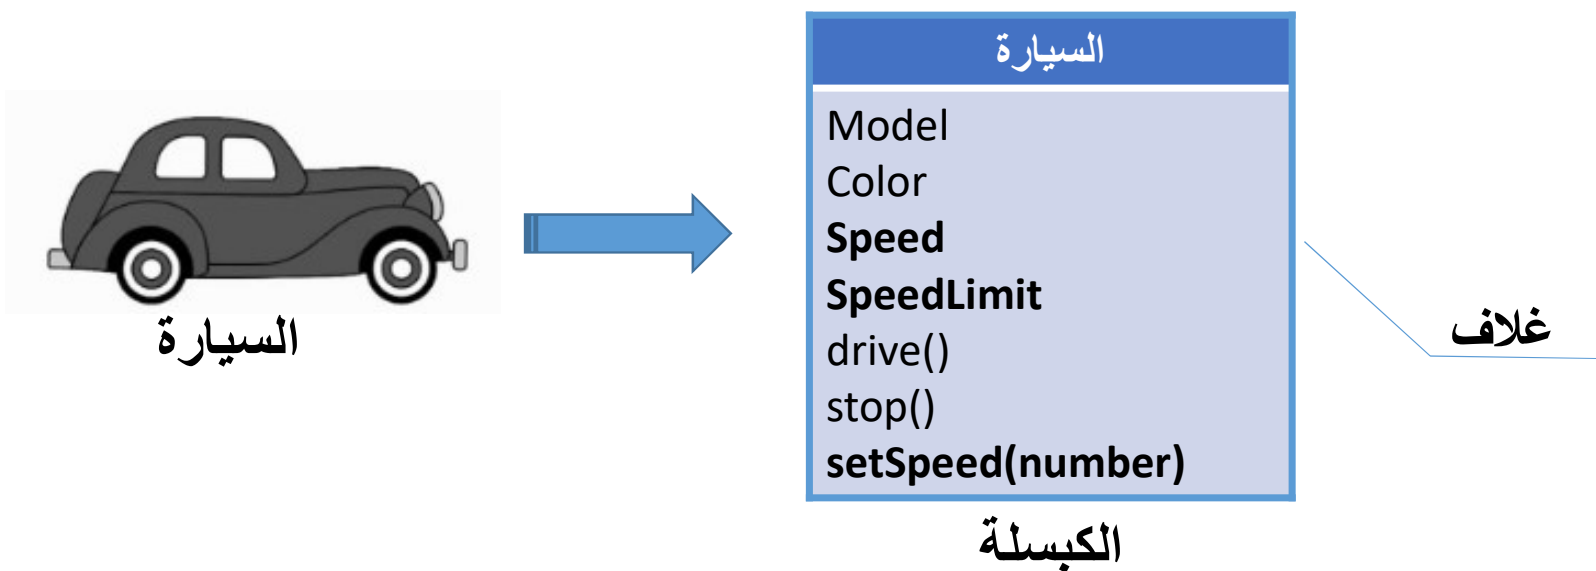 السيارة
السيارة
Model
Color
Speed
SpeedLimit
drive()
stop()
setSpeed(number)
غلاف
الكبسلة